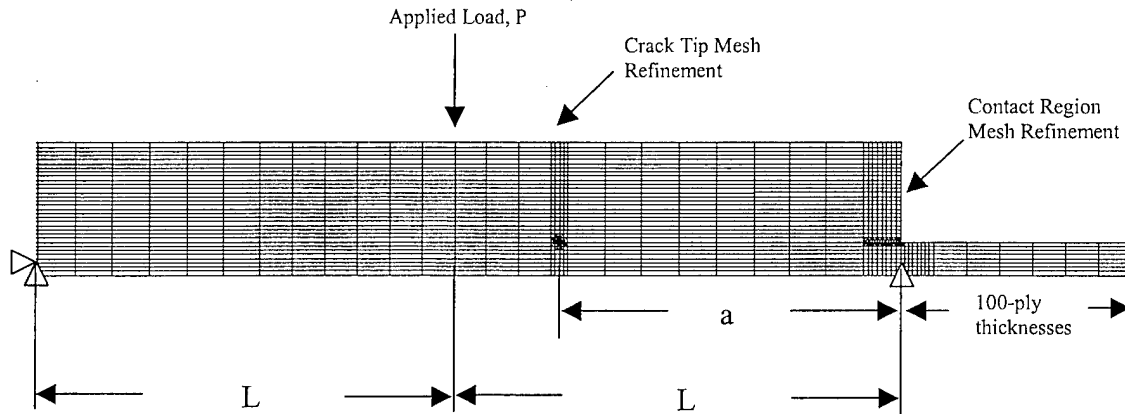 Applied Load, P
Crack Tip Mesh
Refinement
Contact Region
Mesh Refinement
a
100-ply
thicknesses
L
L